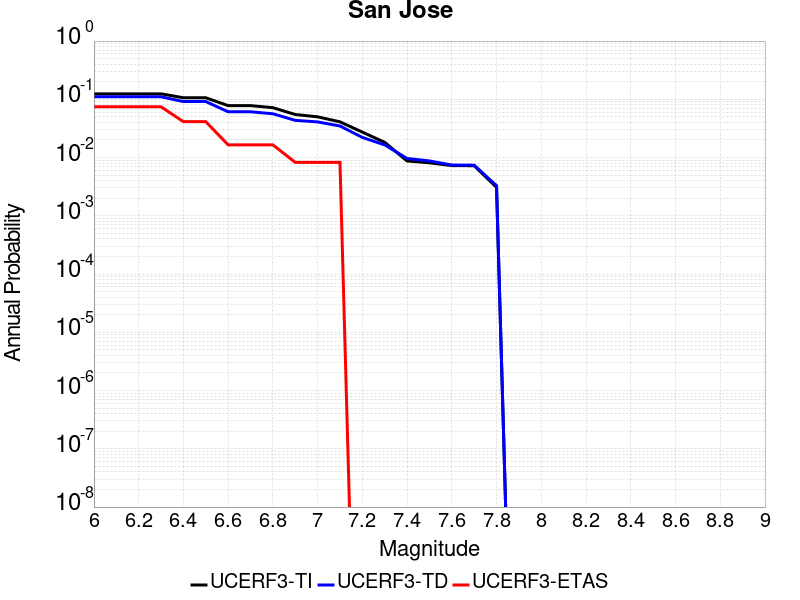 San Jose
10^0
10^-1
10^-2
10^-3
10^-4
10^-5
10^-6
10^-7
10^-8
Annual Probability
6 6.2 6.4 6.6 6.8 7 7.2 7.4 7.6 7.8 8 8.2 8.4 8.6 8.8 9
Magnitude
UCERF3-TI UCERF3-TD UCERF3-ETAS